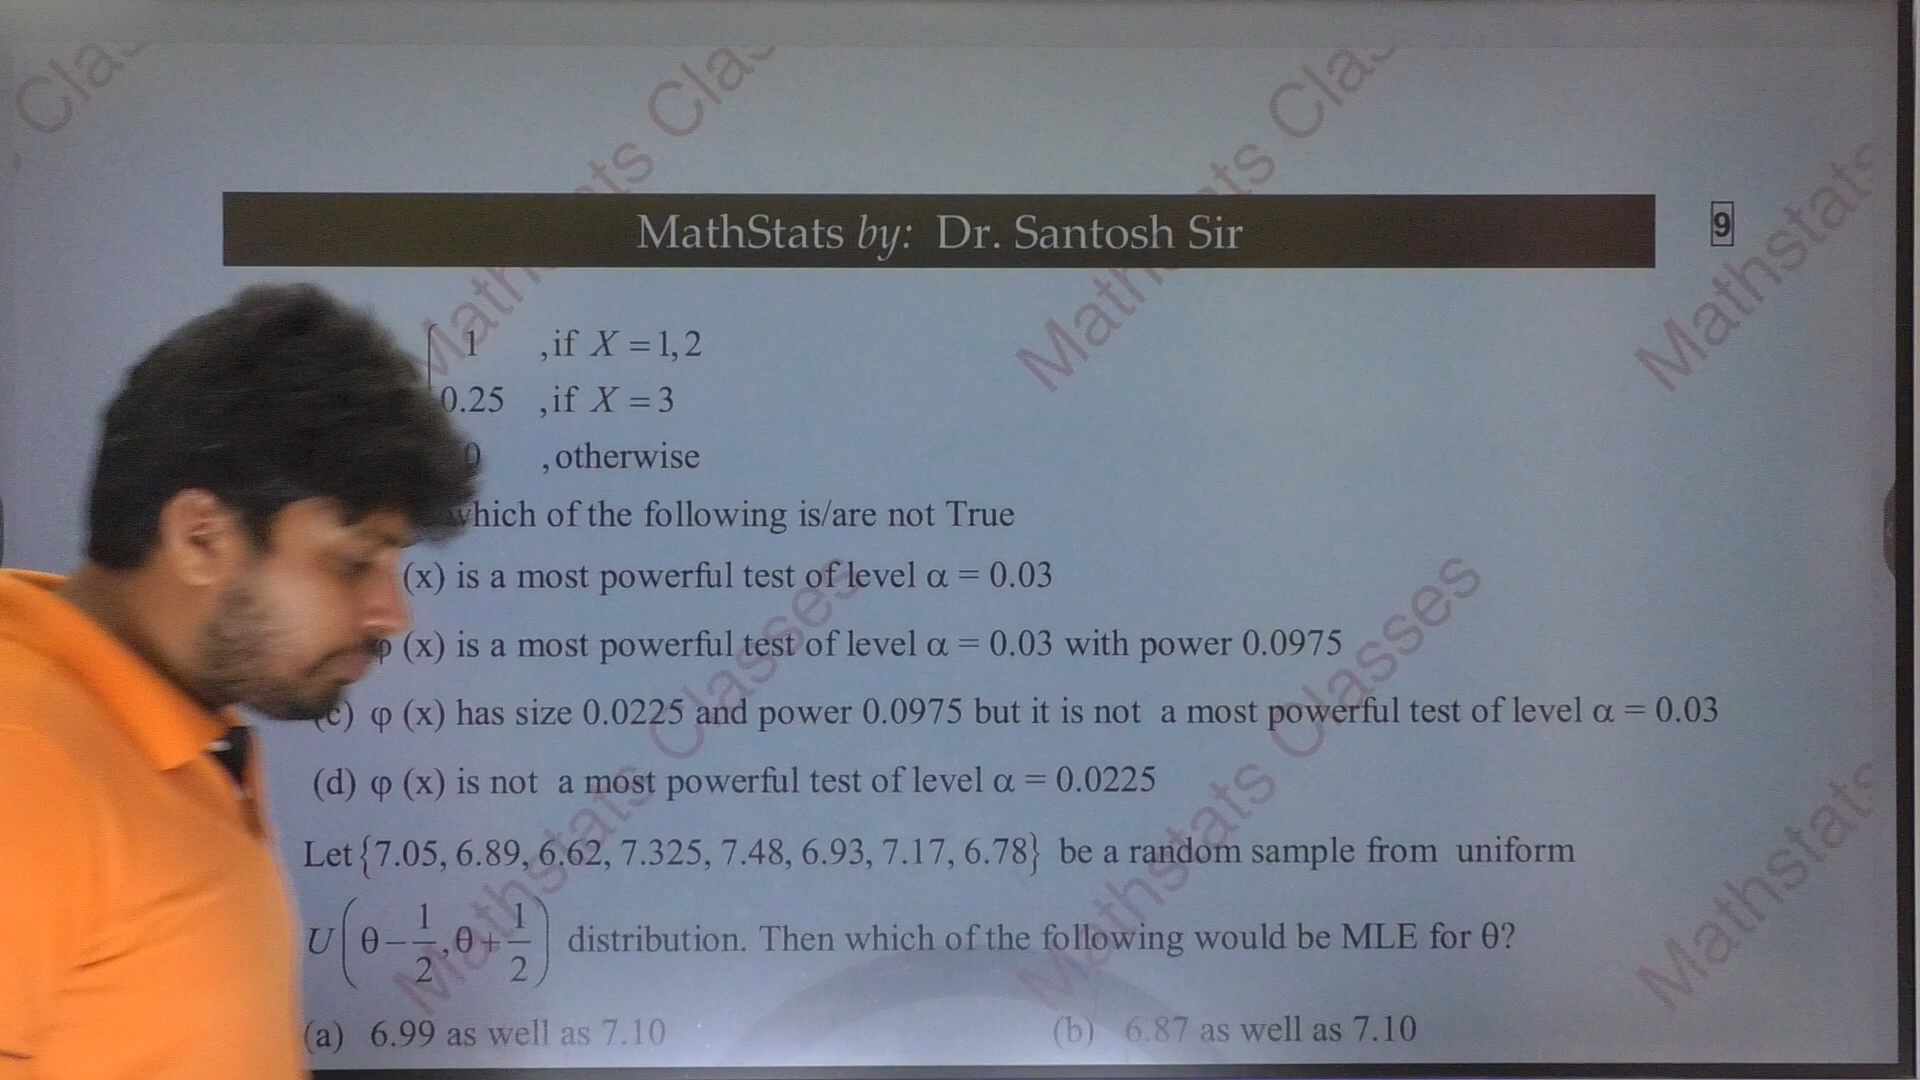 MathStats by: Dr. Santosh Sir
9
1 , if X = 1, 2
0.25 , if X = 3
0 , otherwise
which of the following is/are not True
(x) is a most powerful test of level α = 0.03
φ (x) is a most powerful test of level α = 0.03 with power 0.0975
(c) φ (x) has size 0.0225 and power 0.0975 but it is not a most powerful test of level α = 0.03
(d) φ (x) is not a most powerful test of level α = 0.0225
Let {7.05, 6.89, 6.62, 7.325, 7.48, 6.93, 7.17, 6.78} be a random sample from uniform
U(θ−1/2, θ+1/2) distribution. Then which of the following would be MLE for θ?
(a) 6.99 as well as 7.10
(b) 6.87 as well as 7.10
Mathstats Classes